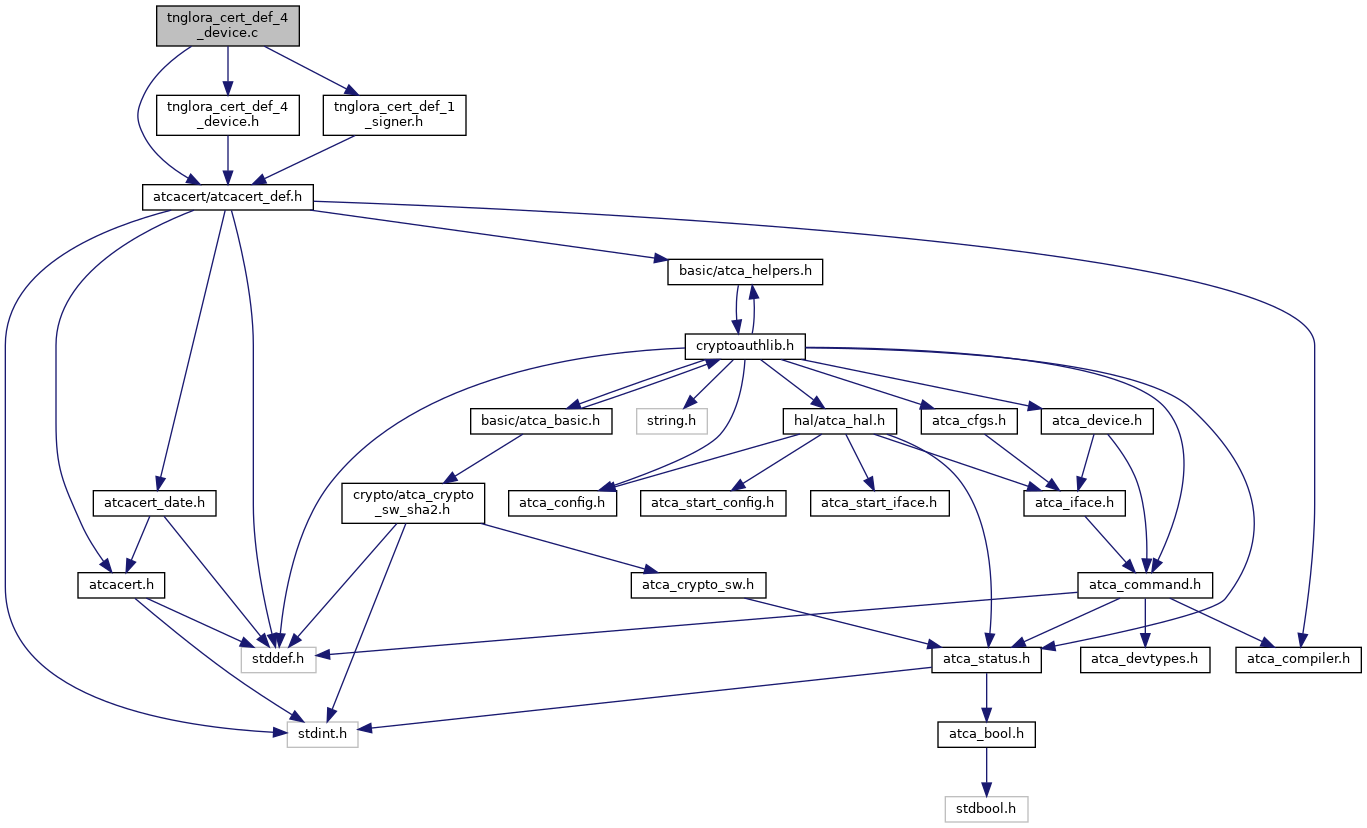 tnglora_cert_def_4
_device.c
tnglora_cert_def_4
_device.h
tnglora_cert_def_1
_signer.h
atcacert/atcacert_def.h
basic/atca_helpers.h
cryptoauthlib.h
basic/atca_basic.h
string.h
hal/atca_hal.h
atca_cfgs.h
atca_device.h
atcacert_date.h
crypto/atca_crypto
_sw_sha2.h
atca_config.h
atca_start_config.h
atca_start_iface.h
atca_iface.h
atcacert.h
atca_crypto_sw.h
atca_command.h
stddef.h
atca_status.h
atca_devtypes.h
atca_compiler.h
stdint.h
atca_bool.h
stdbool.h